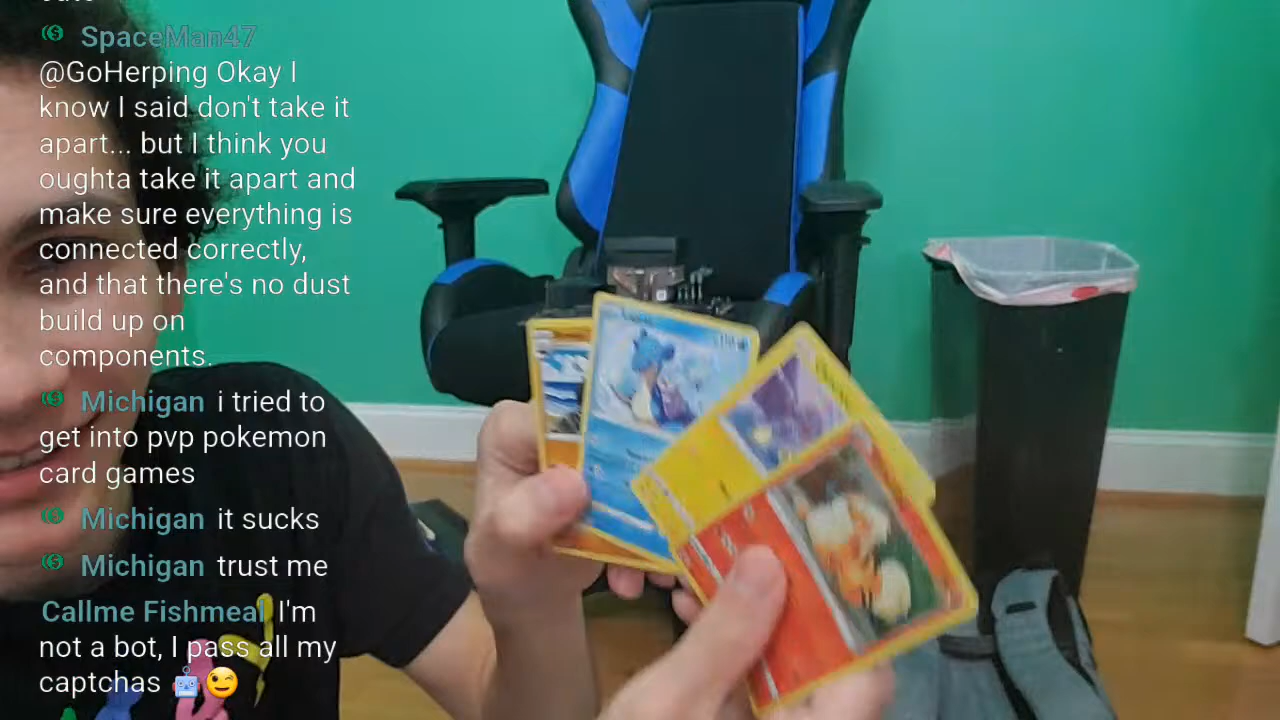 SpaceMan47
@GoHerping Okay I
know I said don't take it
apart... but I think you
oughta take it apart and
make sure everything is
connected correctly,
and that there's no dust
build up on
components.
Michigan i tried to
get into pvp pokemon
card games
Michigan it sucks
Michigan trust me
Callme Fishmeal I'm
not a bot, I pass all my
captchas 🤖😉